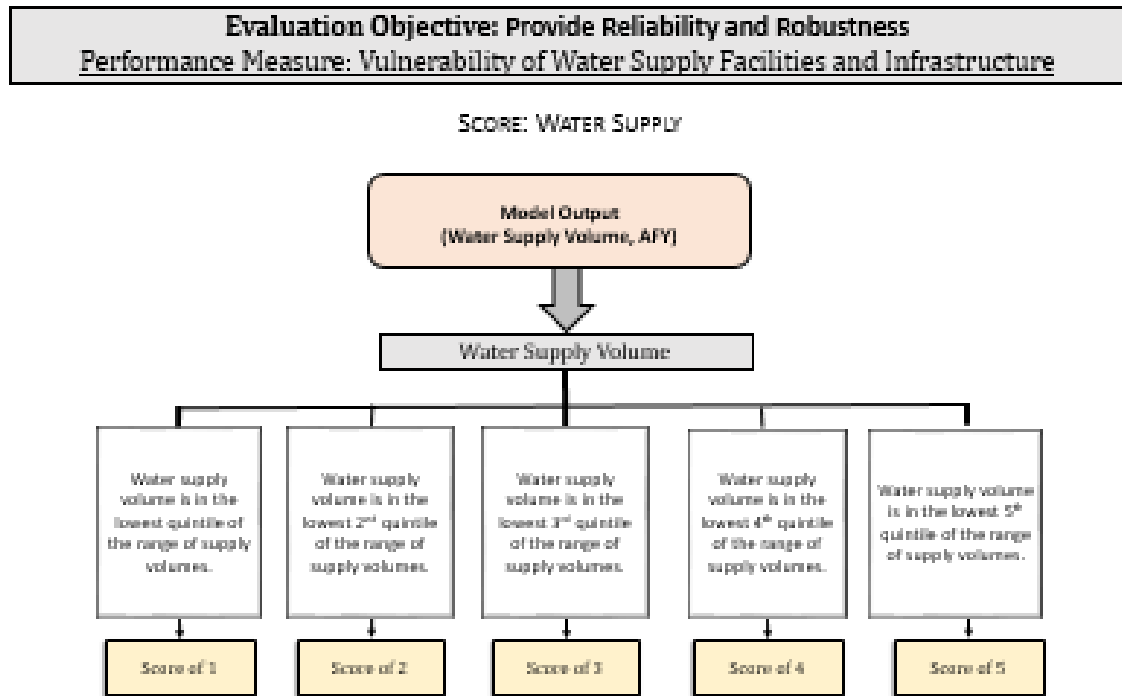 Evaluation Objective: Provide Reliability and Robustness
Performance Measure: Vulnerability of Water Supply Facilities and Infrastructure
SCORE: WATER SUPPLY
Model Output
(Water Supply Volume, AFY)
Water Supply Volume
Water supply
volume is in the
lowest quintile of
the range of supply
volumes.
Water supply
volume is in the
lowest 2nd quintile
of the range of
supply volumes.
Water supply
volume is in the
lowest 3rd quintile
of the range of
supply volumes.
Water supply
volume is in the
lowest 4th quintile
of the range of
supply volumes.
Water supply volume
is in the lowest 5th
quintile of the range
of supply volumes.
Score of 1
Score of 2
Score of 3
Score of 4
Score of 5